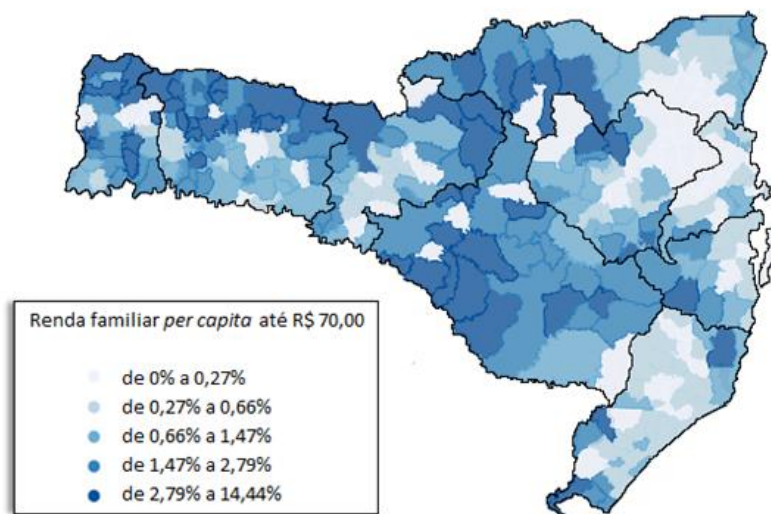 Renda familiar per capita até R$ 70,00
de 0% a 0,27%
de 0,27% a 0,66%
de 0,66% a 1,47%
de 1,47% a 2,79%
de 2,79% a 14,44%